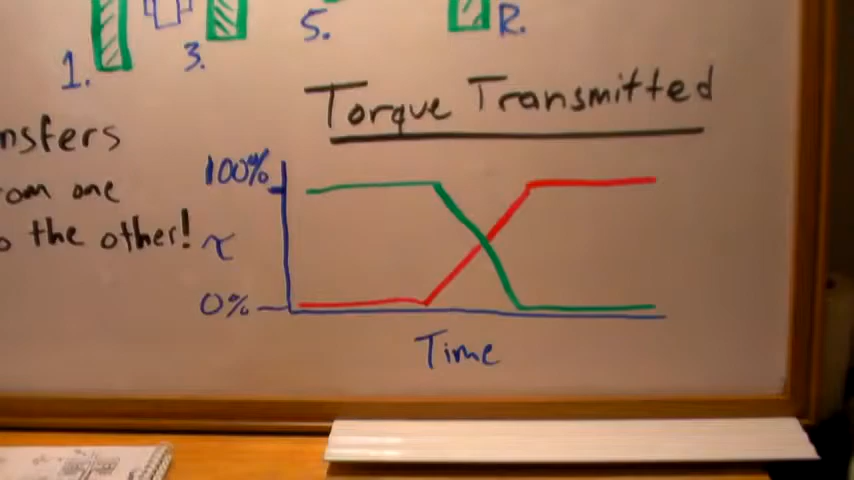 1.
3.
5.
R.
Torque Transmitted
nsfers
om one
o the other!
100%
τ
0%
Time